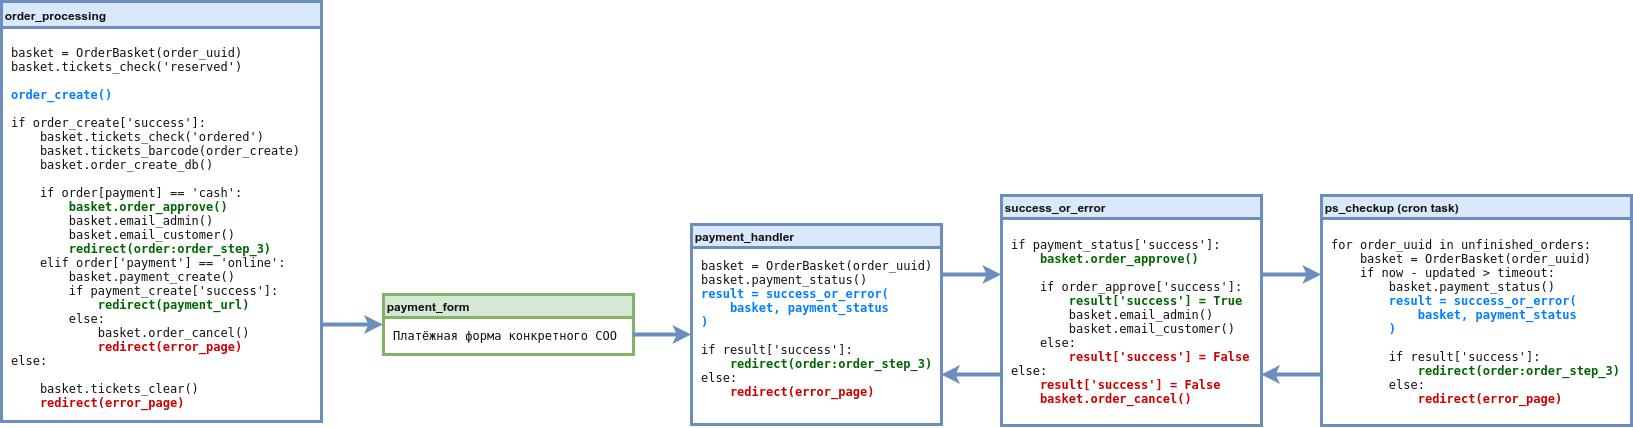 order_processing
basket = OrderBasket(order_uuid)
basket.tickets_check('reserved')
order_create()
if order_create['success']:
    basket.tickets_check('ordered')
    basket.tickets_barcode(order_create)
    basket.order_create_db()
    if order[payment] == 'cash':
        basket.order_approve()
        basket.email_admin()
        basket.email_customer()
        redirect(order:order_step_3)
    elif order['payment'] == 'online':
        basket.payment_create()
        if payment_create['success']:
            redirect(payment_url)
        else:
            basket.order_cancel()
            redirect(error_page)
else:
    basket.tickets_clear()
    redirect(error_page)
payment_form
Платёжная форма конкретного СОО
payment_handler
basket = OrderBasket(order_uuid)
basket.payment_status()
result = success_or_error(
    basket, payment_status
)
if result['success']:
    redirect(order:order_step_3)
else:
    redirect(error_page)
success_or_error
if payment_status['success']:
    basket.order_approve()
    if order_approve['success']:
        result['success'] = True
        basket.email_admin()
        basket.email_customer()
    else:
        result['success'] = False
else:
    result['success'] = False
    basket.order_cancel()
ps_checkup (cron task)
for order_uuid in unfinished_orders:
    basket = OrderBasket(order_uuid)
    if now - updated > timeout:
        basket.payment_status()
        result = success_or_error(
            basket, payment_status
        )
        if result['success']:
            redirect(order:order_step_3)
        else:
            redirect(error_page)